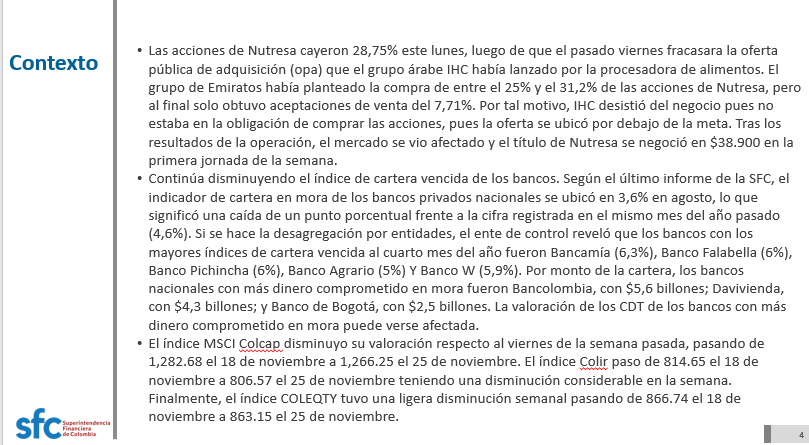 Contexto
• Las acciones de Nutresa cayeron 28,75% este lunes, luego de que el pasado viernes fracasara la oferta
pública de adquisición (opa) que el grupo árabe IHC había lanzado por la procesadora de alimentos. El
grupo de Emiratos había planteado la compra de entre el 25% y el 31,2% de las acciones de Nutresa, pero
al final solo obtuvo aceptaciones de venta del 7,71%. Por tal motivo, IHC desistió del negocio pues no
estaba en la obligación de comprar las acciones, pues la oferta se ubicó por debajo de la meta. Tras los
resultados de la operación, el mercado se vio afectado y el título de Nutresa se negoció en $38.900 en la
primera jornada de la semana.
• Continúa disminuyendo el índice de cartera vencida de los bancos. Según el último informe de la SFC, el
indicador de cartera en mora de los bancos privados nacionales se ubicó en 3,6% en agosto, lo que
significó una caída de un punto porcentual frente a la cifra registrada en el mismo mes del año pasado
(4,6%). Si se hace la desagregación por entidades, el ente de control reveló que los bancos con los
mayores índices de cartera vencida al cuarto mes del año fueron Bancamía (6,3%), Banco Falabella (6%),
Banco Pichincha (6%), Banco Agrario (5%) Y Banco W (5,9%). Por monto de la cartera, los bancos
nacionales con más dinero comprometido en mora fueron Bancolombia, con $5,6 billones; Davivienda,
con $4,3 billones; y Banco de Bogotá, con $2,5 billones. La valoración de los CDT de los bancos con más
dinero comprometido en mora puede verse afectada.
• El índice MSCI Colcap disminuyo su valoración respecto al viernes de la semana pasada, pasando de
1,282.68 el 18 de noviembre a 1,266.25 el 25 de noviembre. El índice Colir paso de 814.65 el 18 de
noviembre a 806.57 el 25 de noviembre teniendo una disminución considerable en la semana.
Finalmente, el índice COLEQTY tuvo una ligera disminución semanal pasando de 866.74 el 18 de
noviembre a 863.15 el 25 de noviembre.
sfc Superintendencia
Financiera
de Colombia
4